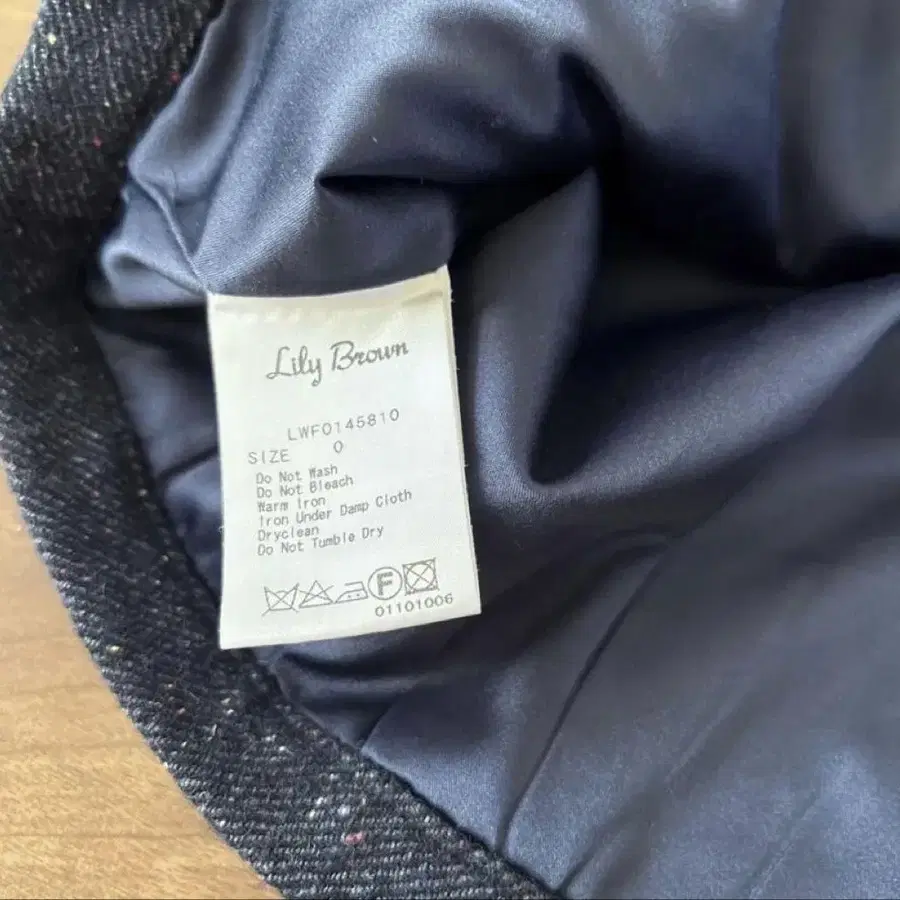 Lily Brown
LWFO145810
SIZE 0
Do Not Wash
Do Not Bleach
Warm Iron
Iron Under Damp Cloth
Dryclean
Do Not Tumble Dry
F
01101006